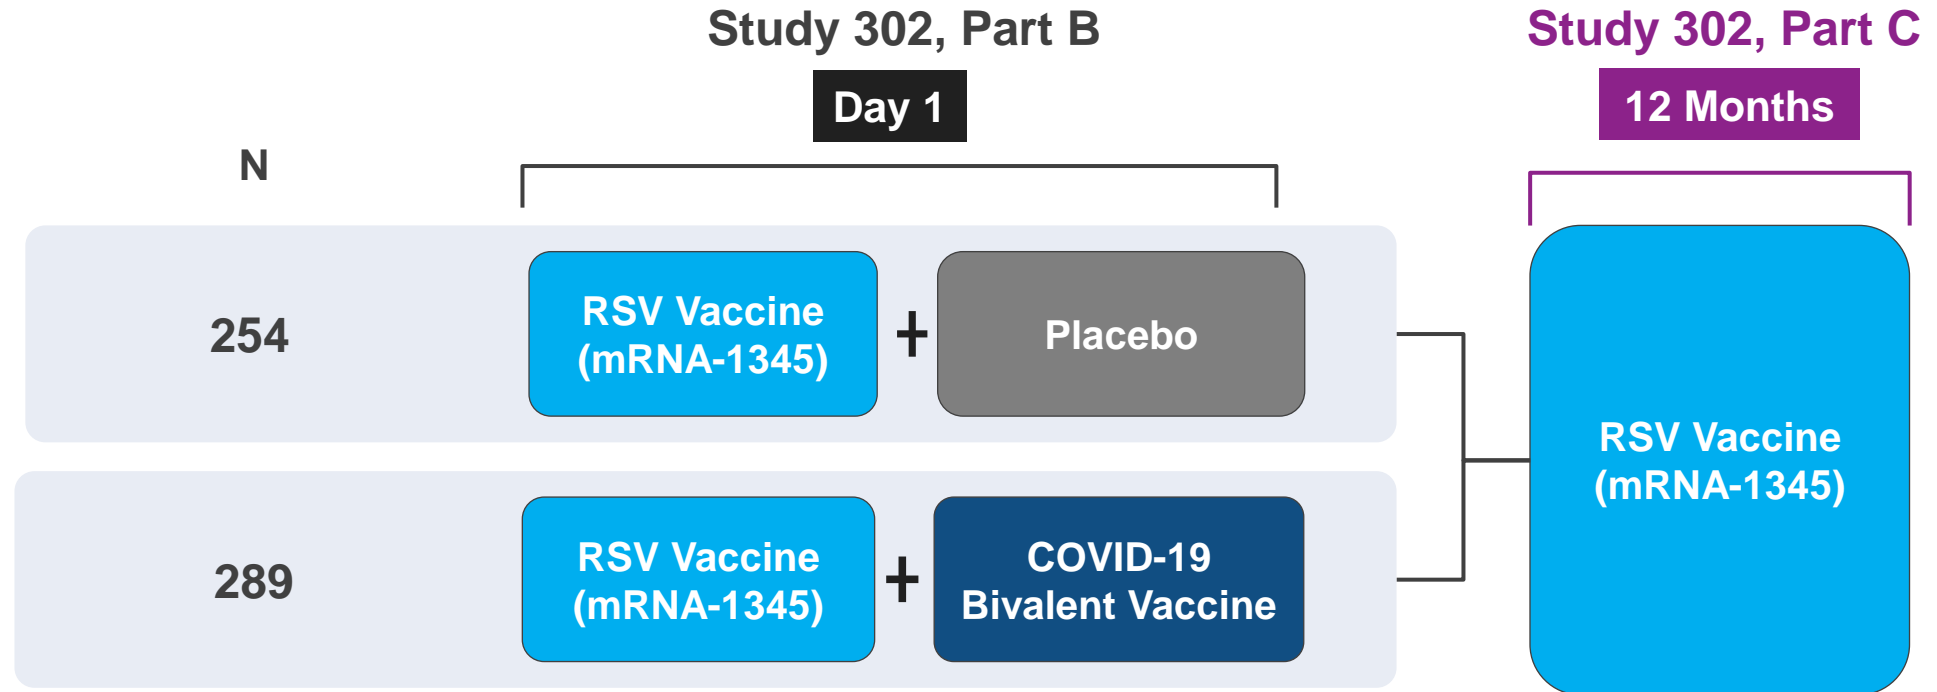 Study 302, Part B
Study 302, Part C
Day 1
12 Months
N
254
RSV Vaccine
(mRNA-1345)
+
Placebo
289
RSV Vaccine
(mRNA-1345)
+
COVID-19
Bivalent Vaccine
RSV Vaccine
(mRNA-1345)